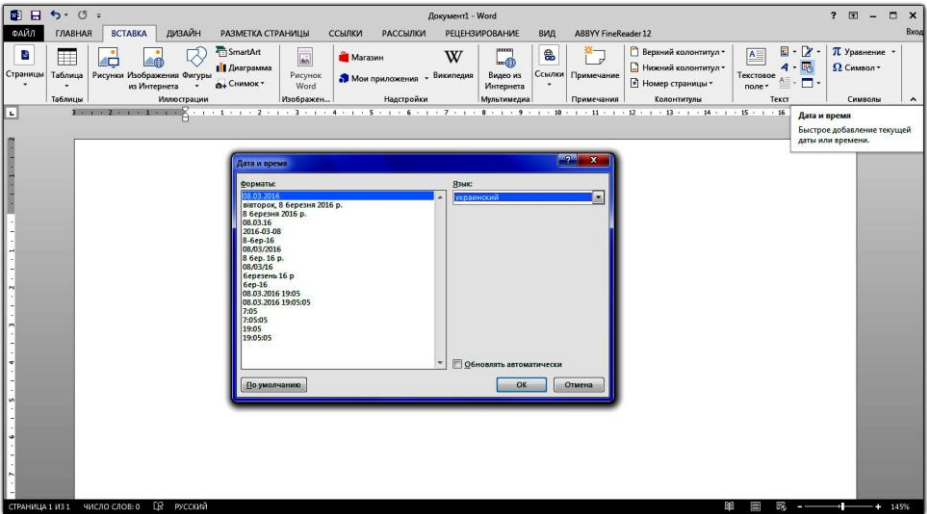 Документ1 - Word
ФАЙЛ ГЛАВНАЯ ВСТАВКА ДИЗАЙН РАЗМЕТКА СТРАНИЦЫ ССЫЛКИ РАССЫЛКИ РЕЦЕНЗИРОВАНИЕ ВИД ABBYY FineReader 12 Вход
Страницы
Таблица
Таблицы
Рисунки
Изображения из Интернета
Фигуры
SmartArt
Диаграмма
Снимок
Иллюстрации
Рисунок Word
Изображен...
Магазин
Мои приложения
Википедия
Надстройки
Видео из Интернета
Мультимедиа
Ссылки
Примечание
Примечания
Верхний колонтитул
Нижний колонтитул
Номер страницы
Колонтитулы
Текстовое поле
Текст
Уравнение
Символ
Символы
Дата и время
Быстрое добавление текущей
даты или времени.
Дата и время
Форматы:
08.03.2016
вівторок, 8 березня 2016 р.
8 березня 2016 р.
08.03.16
2016-03-08
8-бер-16
08/03/2016
8 бер. 16 р.
08/03/16
березень 16 р
бер-16
08.03.2016 19:05
08.03.2016 19:05:05
7:05
7:05:05
19:05
19:05:05
Язык:
украинский
Обновлять автоматически
По умолчанию
ОК
Отмена
СТРАНИЦА 1 ИЗ 1 ЧИСЛО СЛОВ: 0 РУССКИЙ 145%